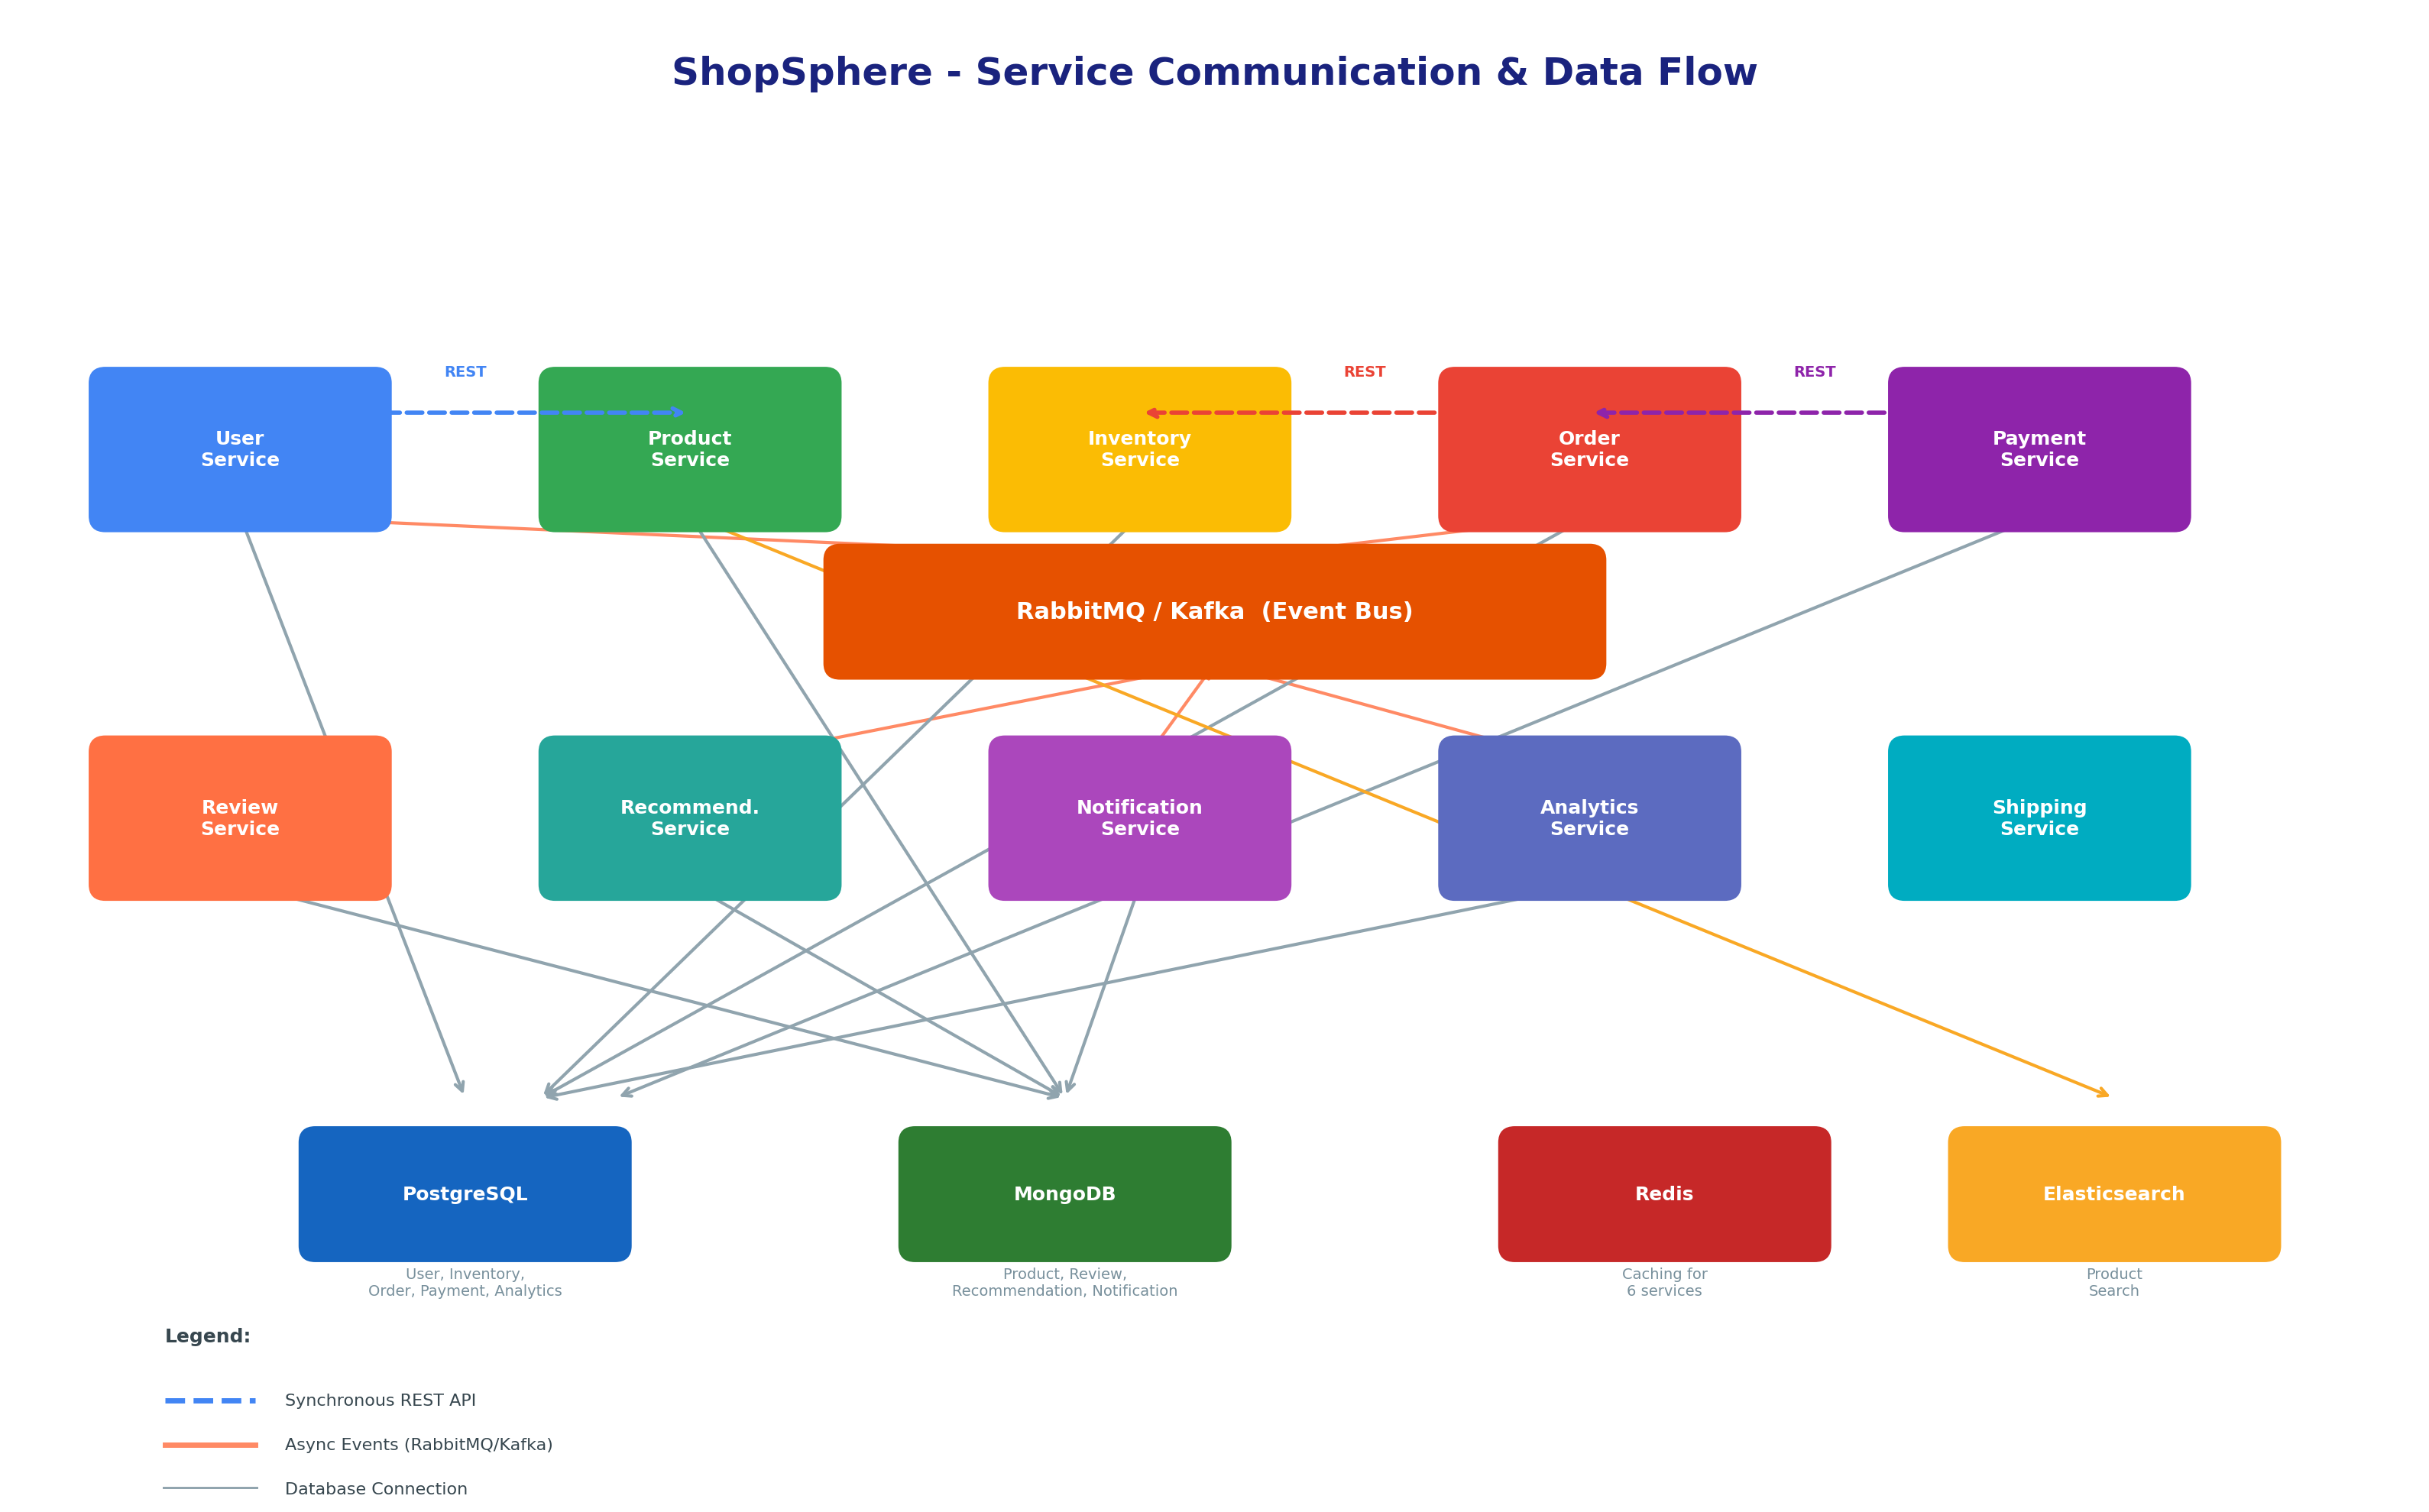 ShopSphere - Service Communication & Data Flow
REST
REST
REST
User
Service
Product
Service
Inventory
Service
Order
Service
Payment
Service
RabbitMQ / Kafka  (Event Bus)
Review
Service
Recommend.
Service
Notification
Service
Analytics
Service
Shipping
Service
PostgreSQL
MongoDB
Redis
Elasticsearch
User, Inventory,
Order, Payment, Analytics
Product, Review,
Recommendation, Notification
Caching for
6 services
Product
Search
Legend:
Synchronous REST API
Async Events (RabbitMQ/Kafka)
Database Connection